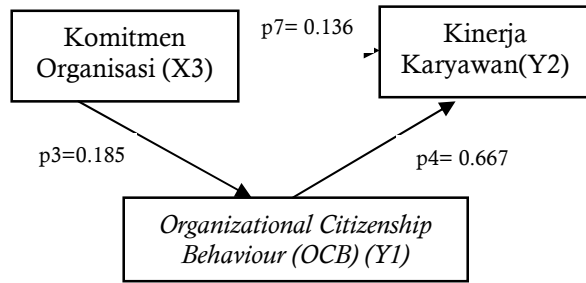 Komitmen
Organisasi (X3)
p7= 0.136
Kinerja
Karyawan(Y2)
p3=0.185
p4= 0.667
Organizational Citizenship
Behaviour (OCB) (Y1)